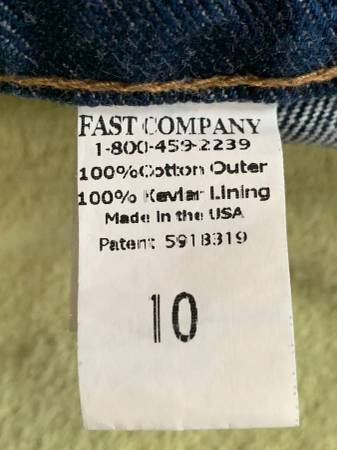 FAST COMPANY
1-800-459-2239
100% Cotton Outer
100% Kevlar Lining
Made in the USA
Patent 5918319
10